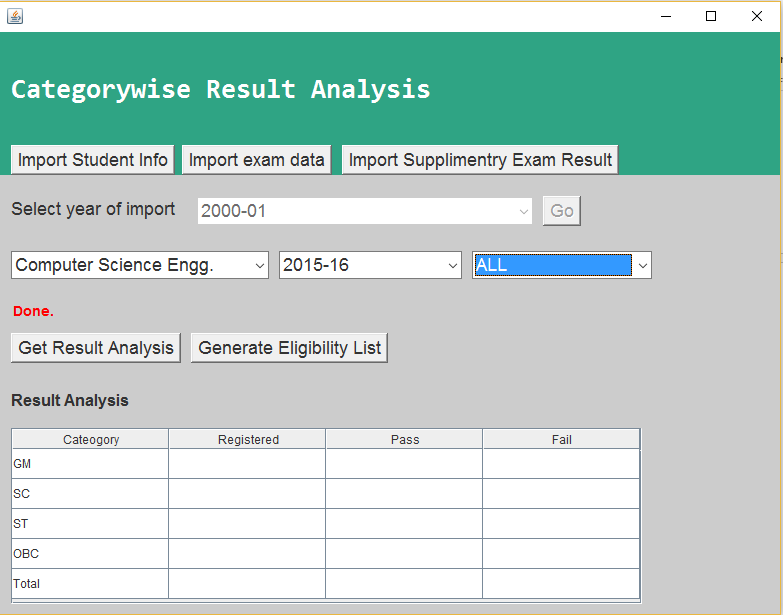 Categorywise Result Analysis
Import Student Info Import exam data Import Supplimentry Exam Result
Select year of import 2000-01 Go
Computer Science Engg. 2015-16 ALL
Done.
Get Result Analysis Generate Eligibility List
Result Analysis
Cateogory Registered Pass Fail
GM
SC
ST
OBC
Total